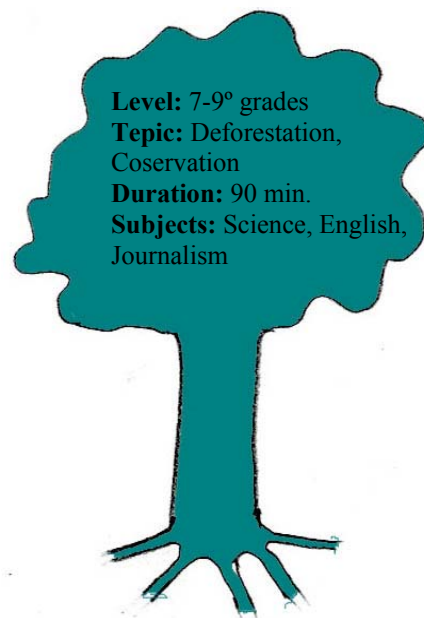 Level: 7-9º grades
Tepic: Deforestation,
Coservation
Duration: 90 min.
Subjects: Science, English,
Journalism